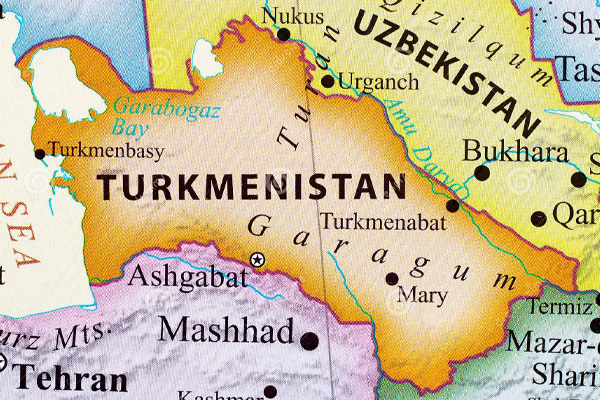 Nukus
Qizilqum
UZBEKISTAN
Shy
Tas
Urganch
Turan
Garabogaz
Bay
Amu Darya
Turkmenbasy
Bukhara
S
TURKMENISTAN
Turkmenabat
Qar
N SEA
Garagum
Ashgabat
Mary
Termiz
Mashhad
Mazar-
urz Mts.
Shari
Tehran
Kashmar